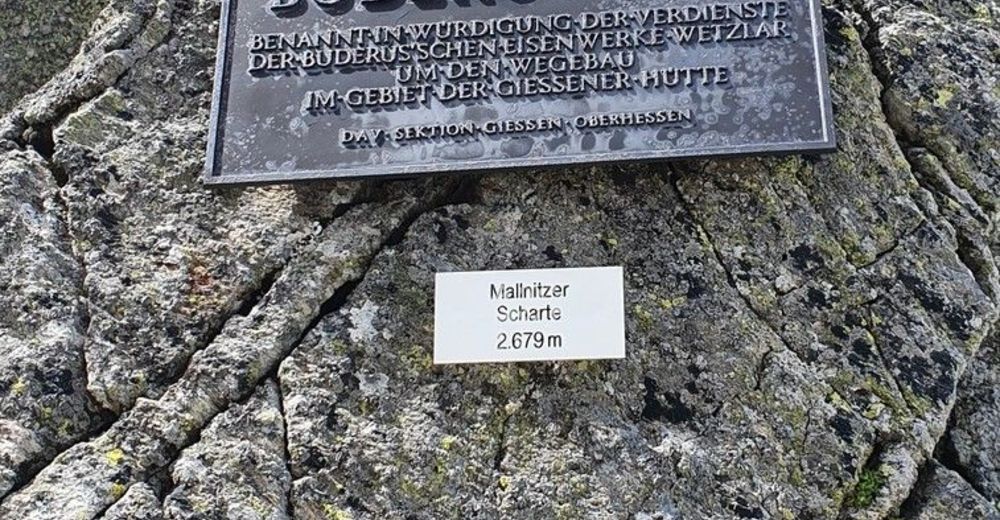 BENANNT·IN·WÜRDIGUNG·DER·VERDIENSTE
DER·BUDERUS'SCHEN·EISENWERKE·WETZLAR
UM·DEN·WEGEBAU
IM·GEBIET·DER·GIESSENER·HÜTTE
DAV·SEKTION·GIESSEN·OBERHESSEN
Mallnitzer
Scharte
2.679 m